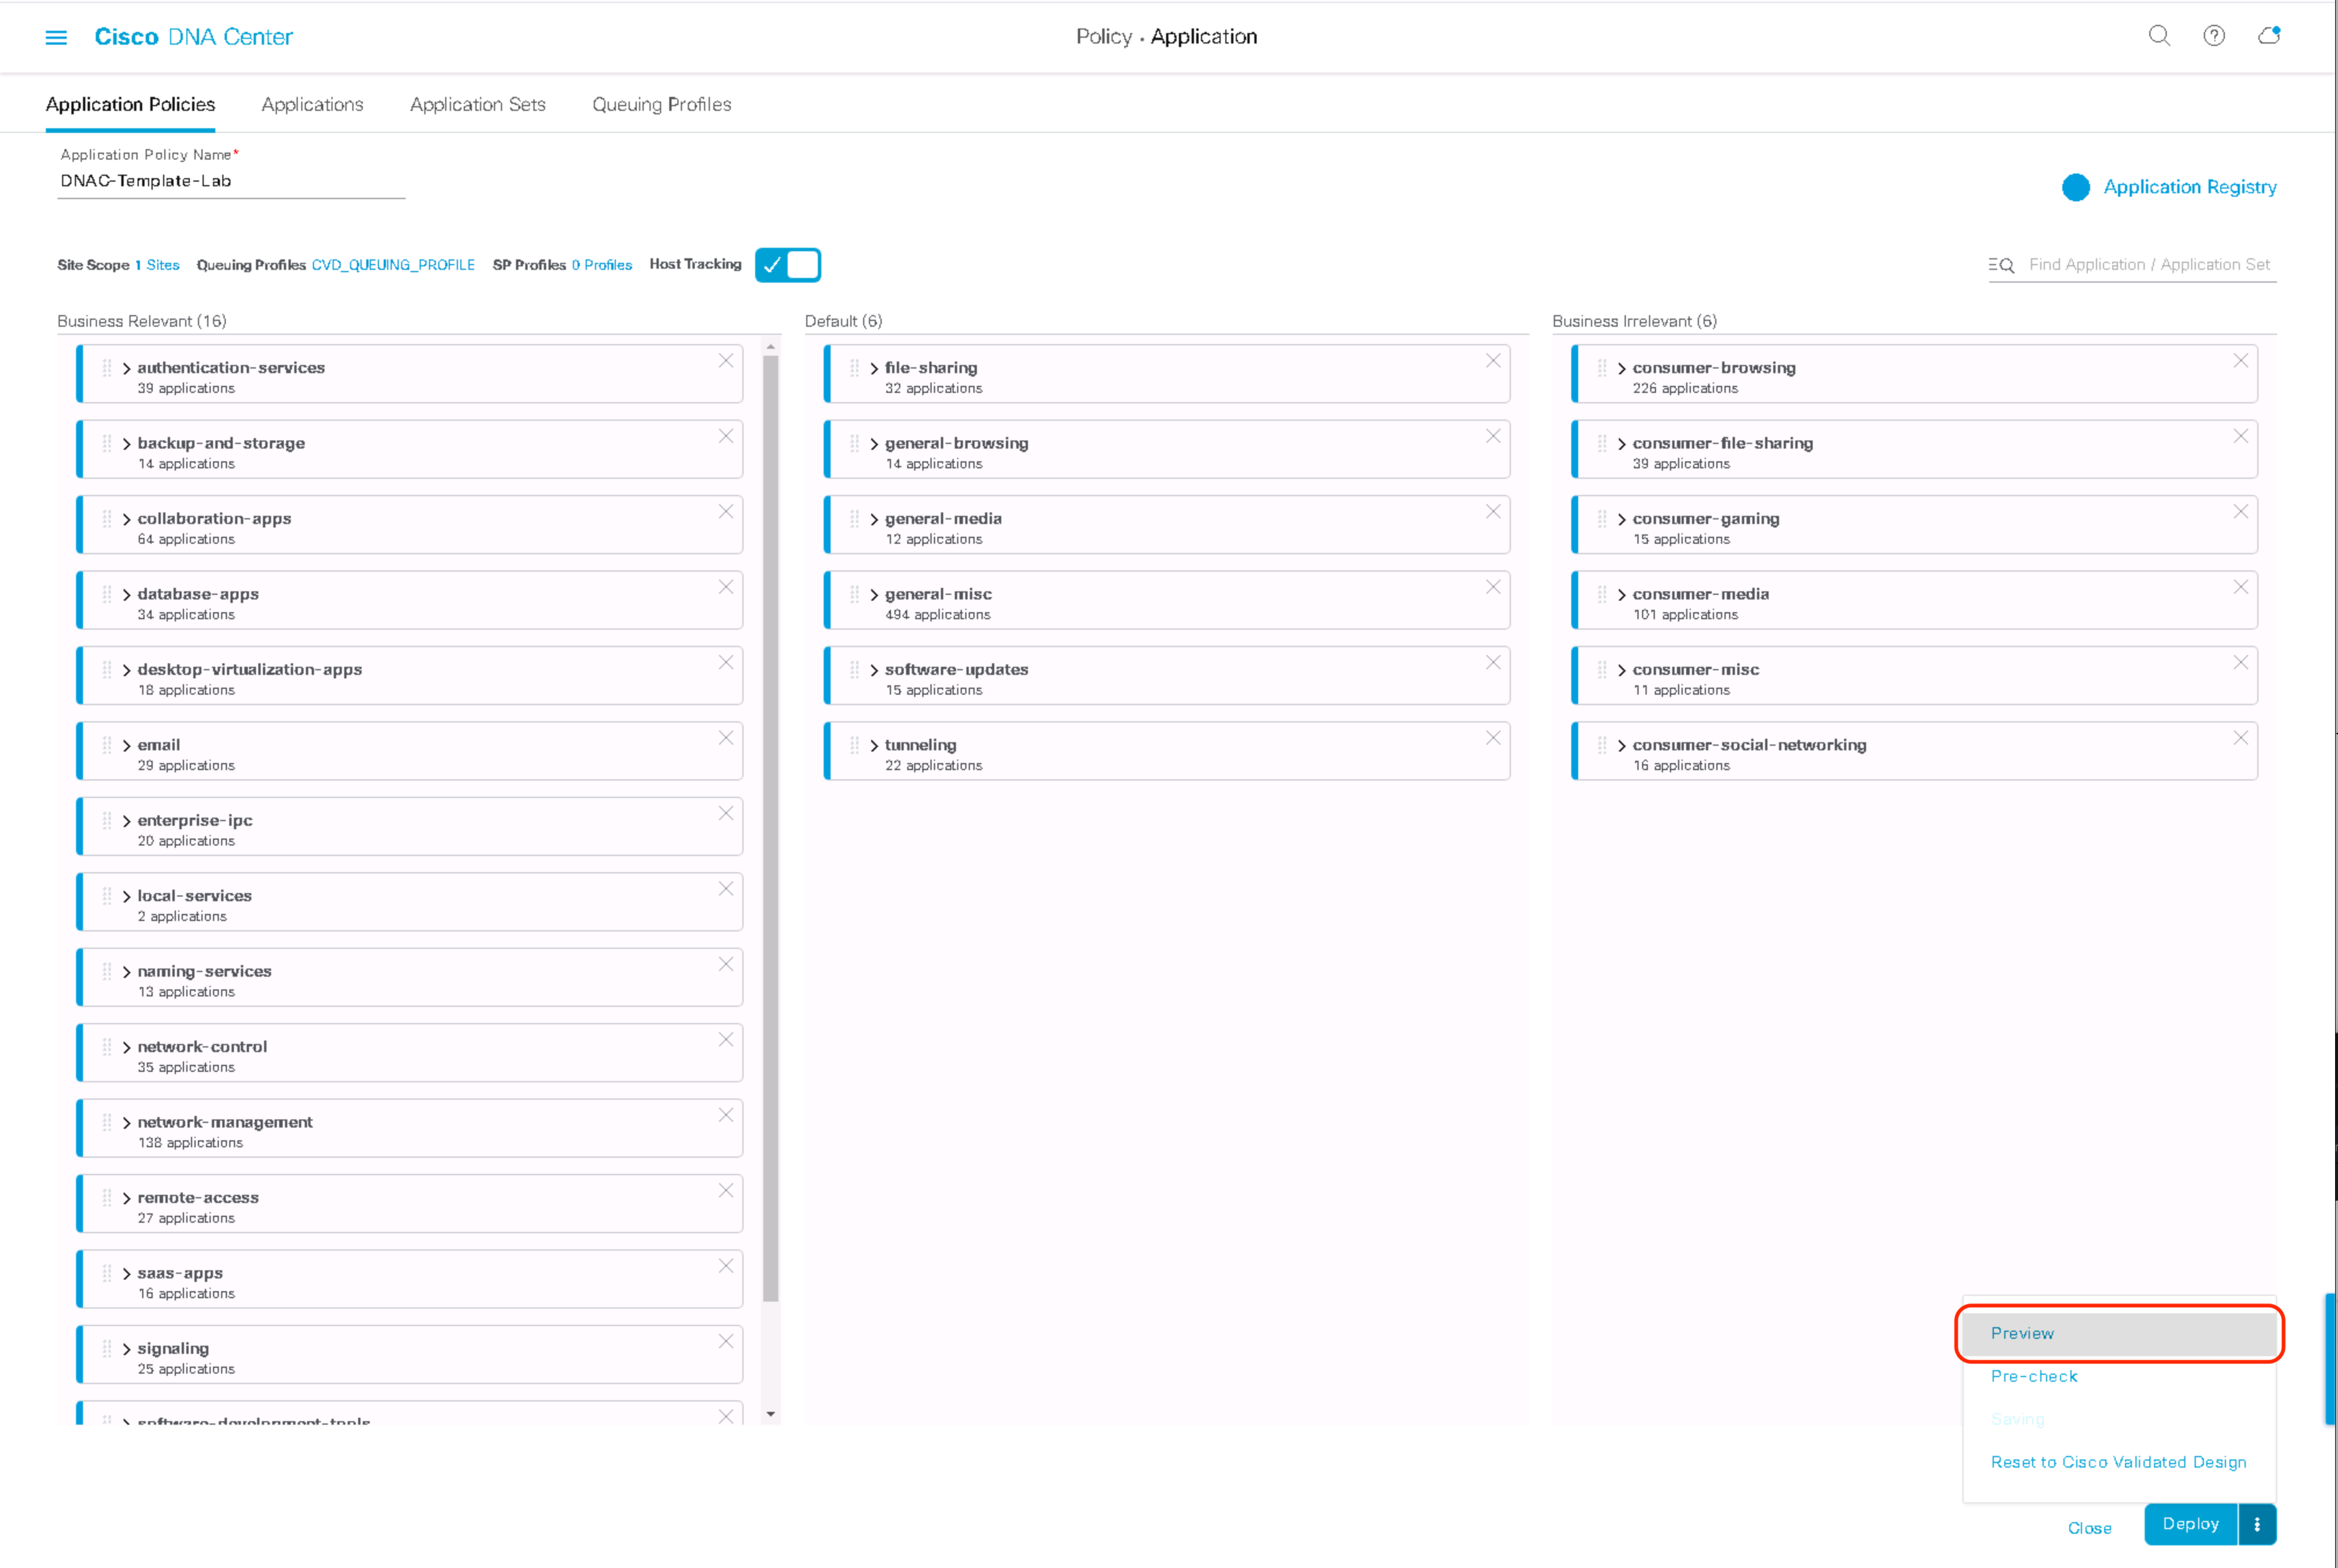 Cisco DNA Center
Policy • Application
Application Policies
Applications
Application Sets
Queuing Profiles
Application Policy Name*
DNAC-Template-Lab
Application Registry
Site Scope 1 Sites
Queuing Profiles CVD_QUEUING_PROFILE
SP Profiles 0 Profiles
Host Tracking
Find Application / Application Set
Business Relevant (16)
authentication-services
39 applications
backup-and-storage
14 applications
collaboration-apps
64 applications
database-apps
34 applications
desktop-virtualization-apps
18 applications
email
29 applications
enterprise-ipc
20 applications
local-services
2 applications
naming-services
13 applications
network-control
35 applications
network-management
138 applications
remote-access
27 applications
saas-apps
16 applications
signaling
25 applications
software-development-tools
Default (6)
file-sharing
32 applications
general-browsing
14 applications
general-media
12 applications
general-misc
494 applications
software-updates
15 applications
tunneling
22 applications
Business Irrelevant (6)
consumer-browsing
226 applications
consumer-file-sharing
39 applications
consumer-gaming
15 applications
consumer-media
101 applications
consumer-misc
11 applications
consumer-social-networking
16 applications
Preview
Pre-check
Saving
Reset to Cisco Validated Design
Close
Deploy